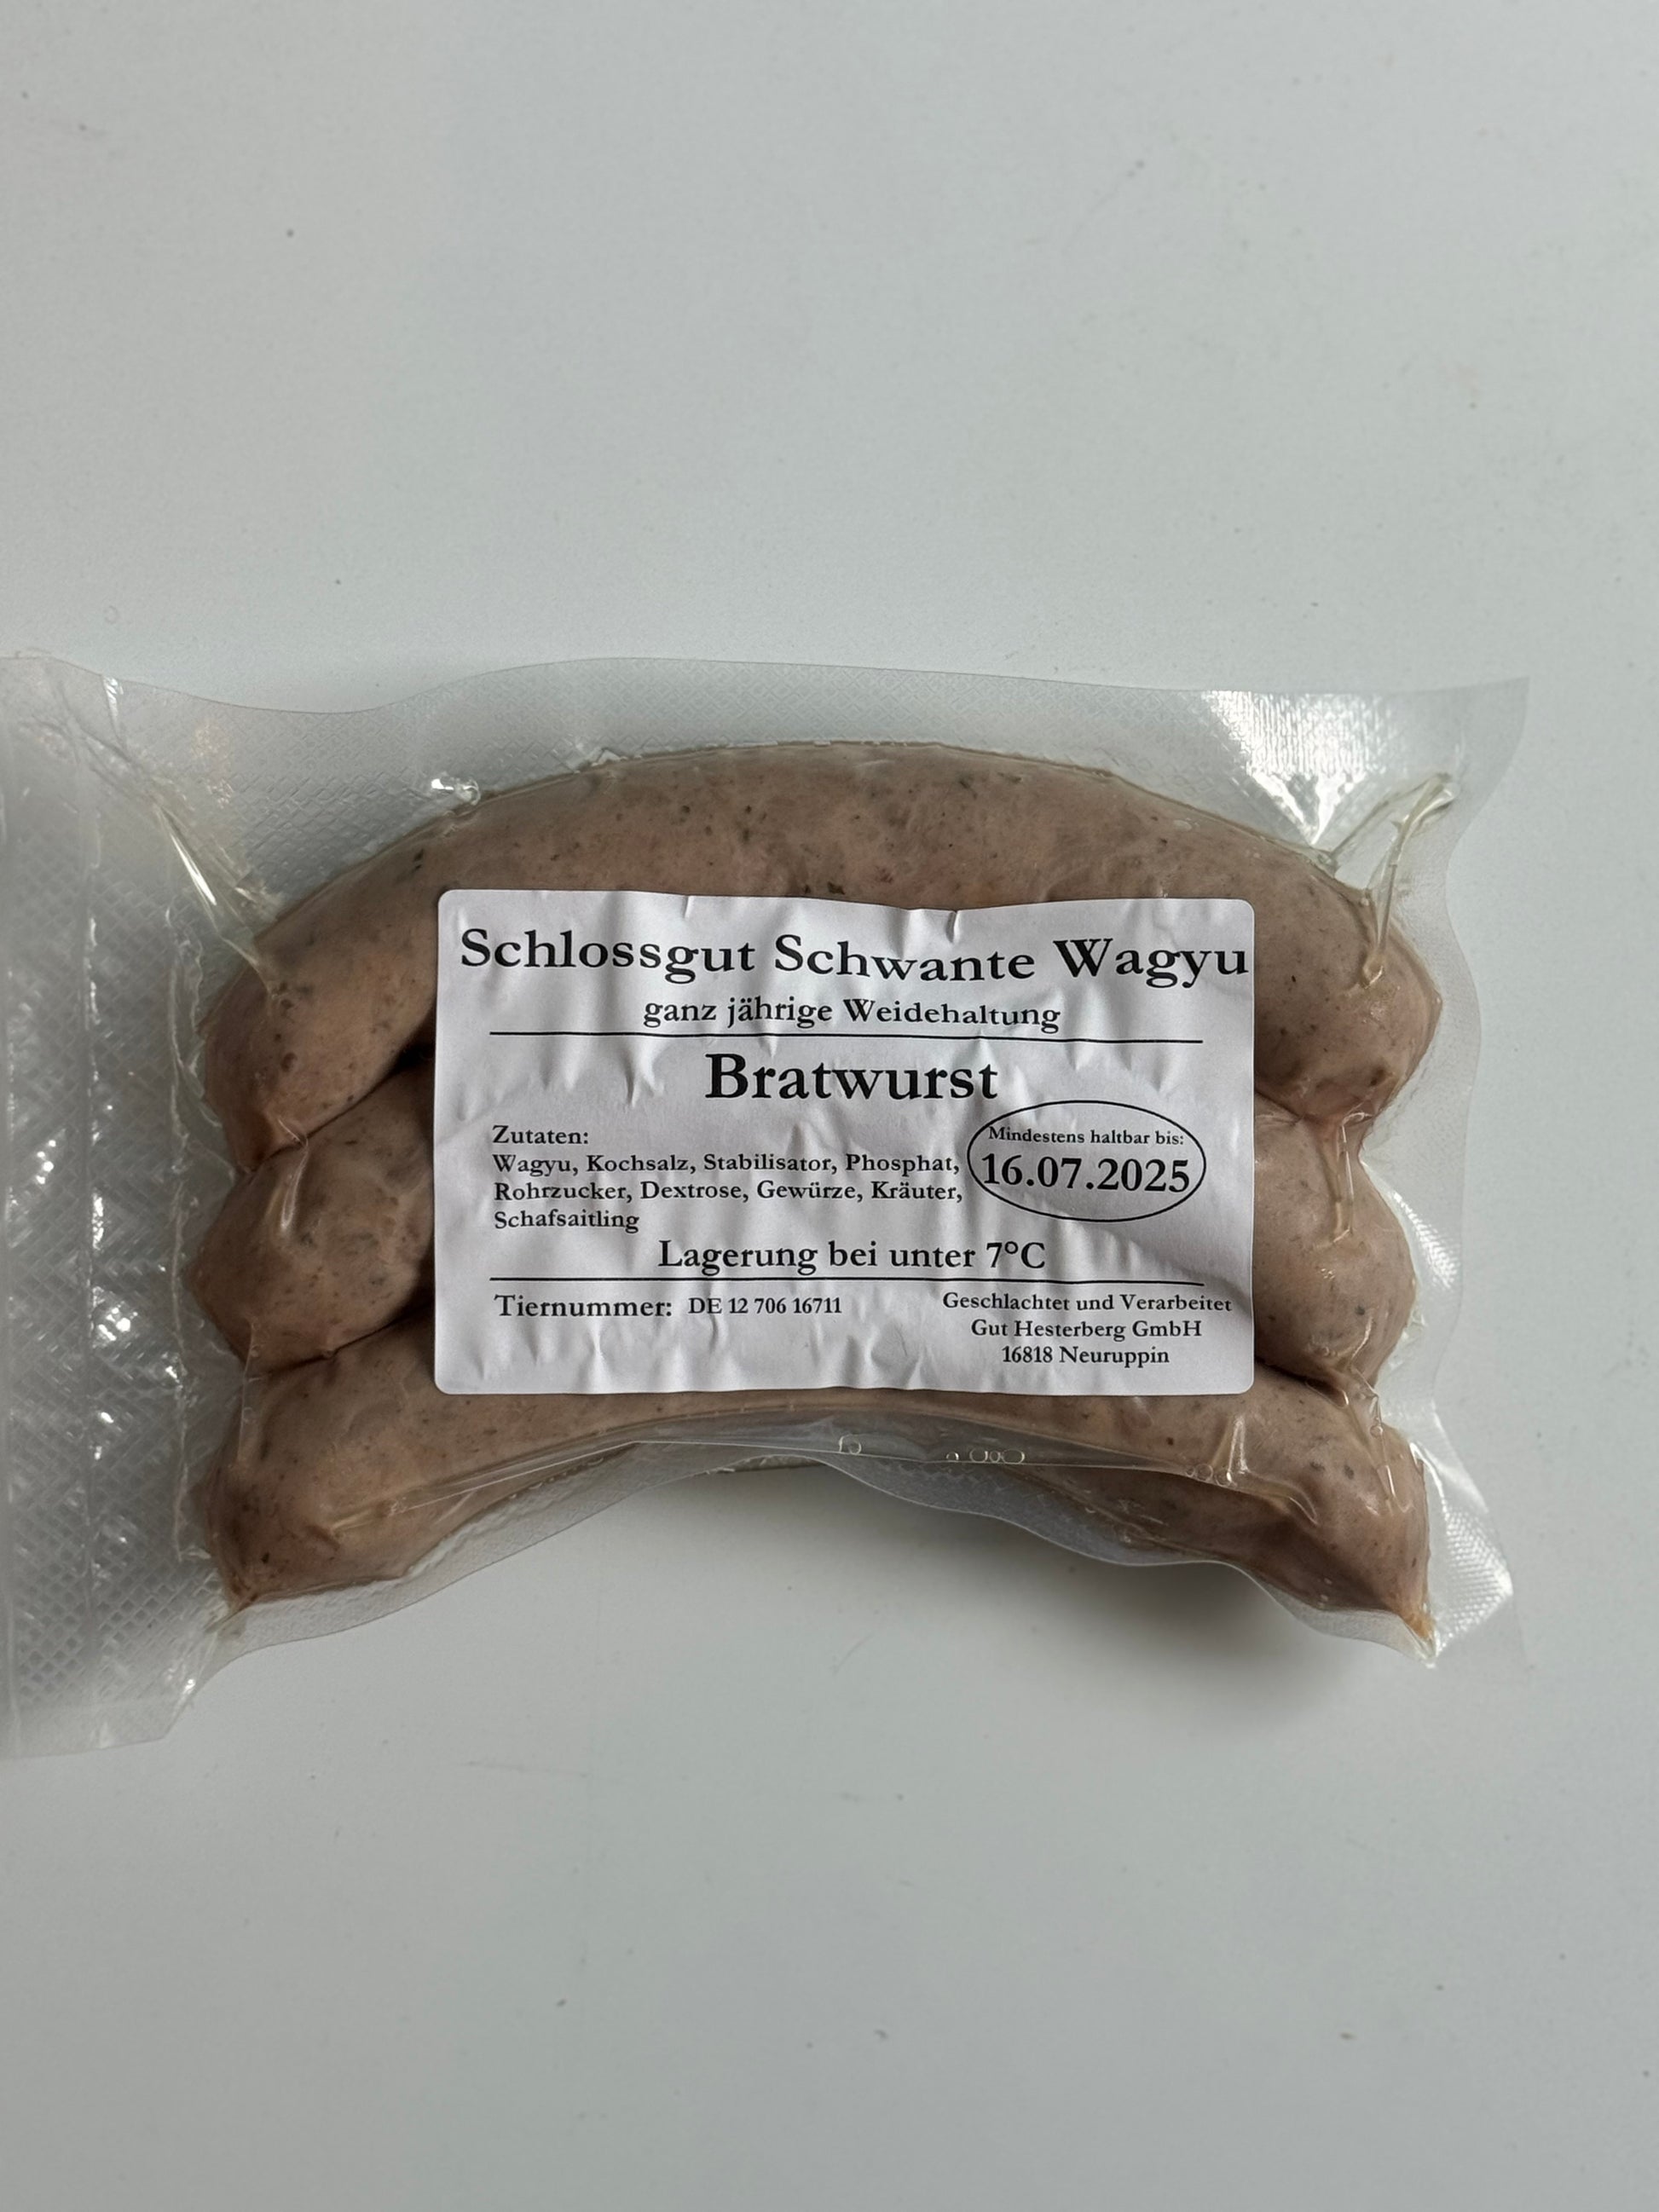 Schlossgut Schwante Wagyu
ganz jährige Weidehaltung
Bratwurst
Zutaten:
Wagyu, Kochsalz, Stabilisator, Phosphat,
Rohrzucker, Dextrose, Gewürze, Kräuter,
Schafsaitling
Mindestens haltbar bis:
16.07.2025
Lagerung bei unter 7°C
Tiernummer: DE 12 706 16711
Geschlachtet und Verarbeitet
Gut Hesterberg GmbH
16818 Neuruppin